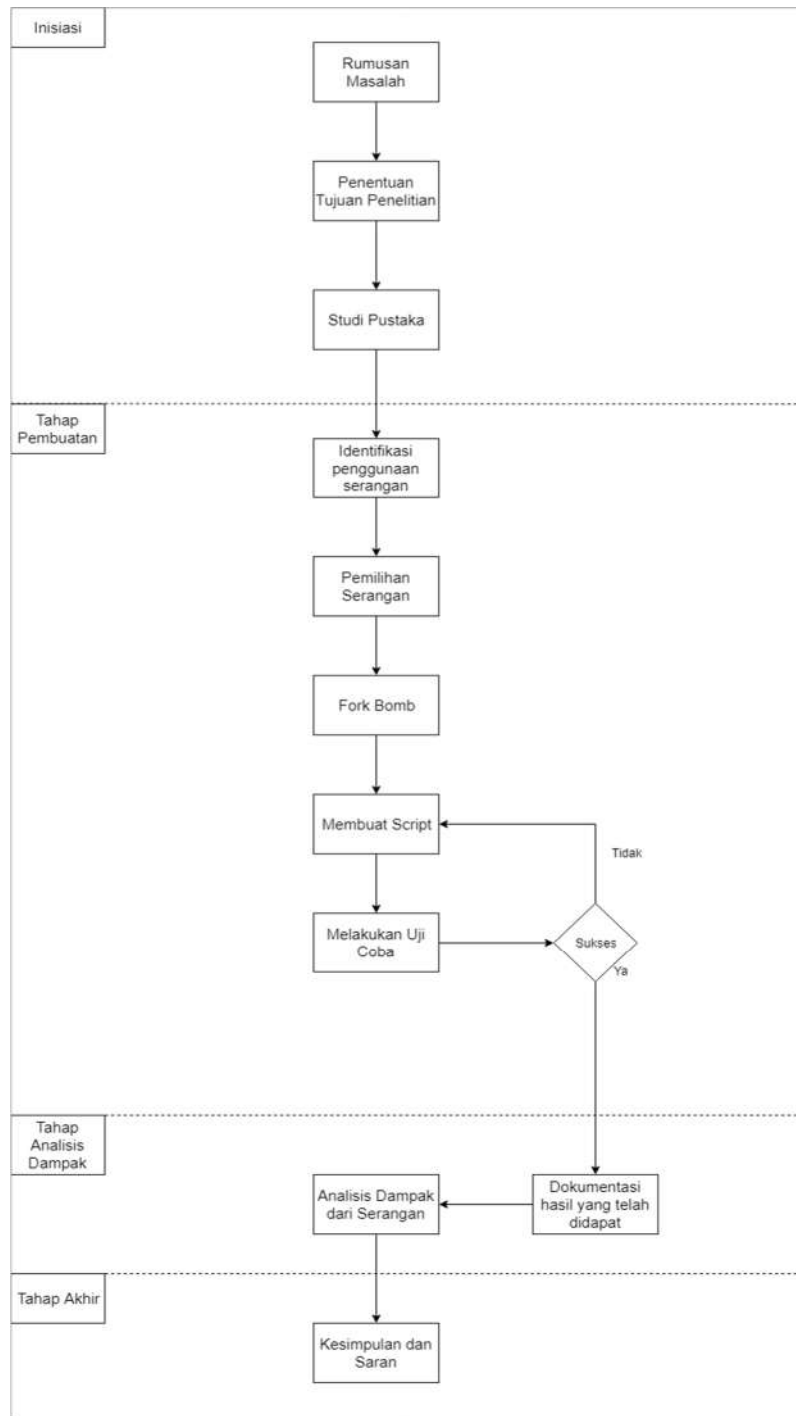 Inisiasi
Rumusan
Masalah
Penentuan
Tujuan Penelitian
Studi Pustaka
Tahap
Pembuatan
Identifikasi
penggunaan
serangan
Pemilihan
Serangan
Fork Bomb
Membuat Script
Tidak
Melakukan Uji
Coba
Sukses
Ya
Tahap
Analisis
Dampak
Analisis Dampak
dari Serangan
Dokumentasi
hasil yang telah
didapat
Tahap Akhir
Kesimpulan dan
Saran